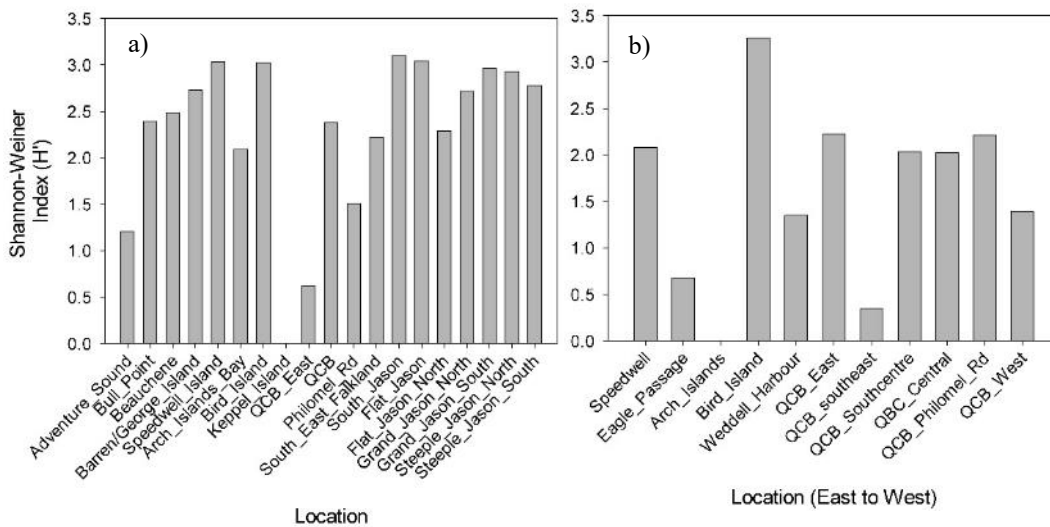 a)
Shannon-Weiner
Index (H')
3.5
3.0
2.5
2.0
1.5
1.0
0.5
0.0
Adventure_Sound
Bull_Point
Beauchene
Barren/George_Island
Speedwell_Island
Arch_Islands_Bay
Bird_Island
Keppel_Island
QCB_East
QCB
Philomel_Rd
South_East_Falkland
South_Jason
Flat_Jason
Flat_Jason_North
Grand_Jason_North
Grand_Jason_South
Steeple_Jason_North
Steeple_Jason_South
Location
b)
3.5
3.0
2.5
2.0
1.5
1.0
0.5
0.0
Speedwell
Eagle_Passage
Arch_Islands
Bird_Island
Weddell_Harbour
QCB_East
QCB_southeast
QCB_Southcentre
QBC_Central
QCB_Philomel_Rd
QCB_West
Location (East to West)